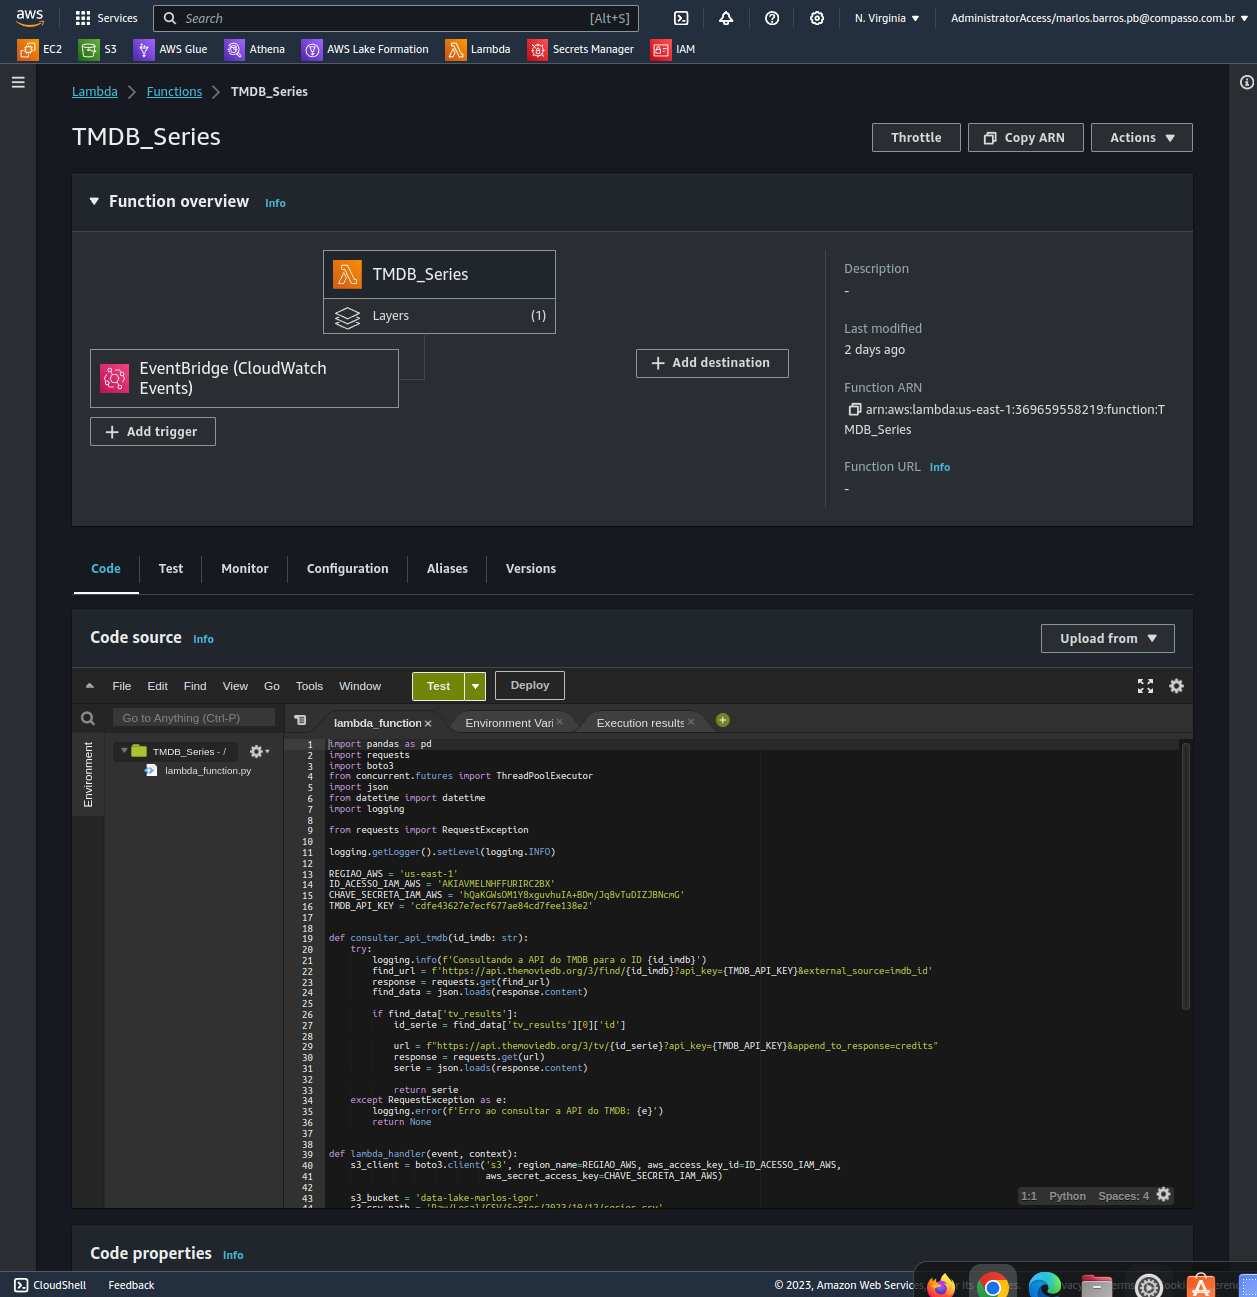 aws
Services
Search
[Alt+S]
N. Virginia
AdministratorAccess/marlos.barros.pb@compasso.com.br
EC2
S3
AWS Glue
Athena
AWS Lake Formation
Lambda
Secrets Manager
IAM
Lambda
Functions
TMDB_Series
TMDB_Series
Throttle
Copy ARN
Actions
Function overview Info
TMDB_Series
Layers (1)
EventBridge (CloudWatch
Events)
Add trigger
Add destination
Description
-
Last modified
2 days ago
Function ARN
arn:aws:lambda:us-east-1:369659558219:function:T
MDB_Series
Function URL Info
-
Code
Test
Monitor
Configuration
Aliases
Versions
Code source Info
Upload from
File Edit Find View Go Tools Window
Test
Deploy
Go to Anything (Ctrl-P)
lambda_function
Environment Vari
Execution results
Environment
TMDB_Series - /
lambda_function.py
1 import pandas as pd
2 import requests
3 import boto3
4 from concurrent.futures import ThreadPoolExecutor
5 import json
6 from datetime import datetime
7 import logging
8
9 from requests import RequestException
10
11 logging.getLogger().setLevel(logging.INFO)
12
13 REGIAO_AWS = 'us-east-1'
14 ID_ACESSO_IAM_AWS = 'AKIAVMELNHFFURIRC2BX'
15 CHAVE_SECRETA_IAM_AWS = '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'
16 TMDB_API_KEY = 'cdfe43627e7ecf677ae84cd7fee138e2'
17
18
19 def consultar_api_tmdb(id_imdb: str):
20     try:
21         logging.info(f'Consultando a API do TMDB para o ID {id_imdb}')
22         find_url = f'https://api.themoviedb.org/3/find/{id_imdb}?api_key={TMDB_API_KEY}&external_source=imdb_id'
23         response = requests.get(find_url)
24         find_data = json.loads(response.content)
25
26         if find_data['tv_results']:
27             id_serie = find_data['tv_results'][0]['id']
28
29             url = f"https://api.themoviedb.org/3/tv/{id_serie}?api_key={TMDB_API_KEY}&append_to_response=credits"
30             response = requests.get(url)
31             serie = json.loads(response.content)
32
33             return serie
34     except RequestException as e:
35         logging.error(f'Erro ao consultar a API do TMDB: {e}')
36         return None
37
38
39 def lambda_handler(event, context):
40     s3_client = boto3.client('s3', region_name=REGIAO_AWS, aws_access_key_id=ID_ACESSO_IAM_AWS,
41                              aws_secret_access_key=CHAVE_SECRETA_IAM_AWS)
42
43     s3_bucket = 'data-lake-marlos-igor'
44     s3_csv_path = 'Raw/Local/CSV/Series/2023/10/12/series.csv'
1:1 Python Spaces: 4
Code properties Info
CloudShell
Feedback
© 2023, Amazon Web Services